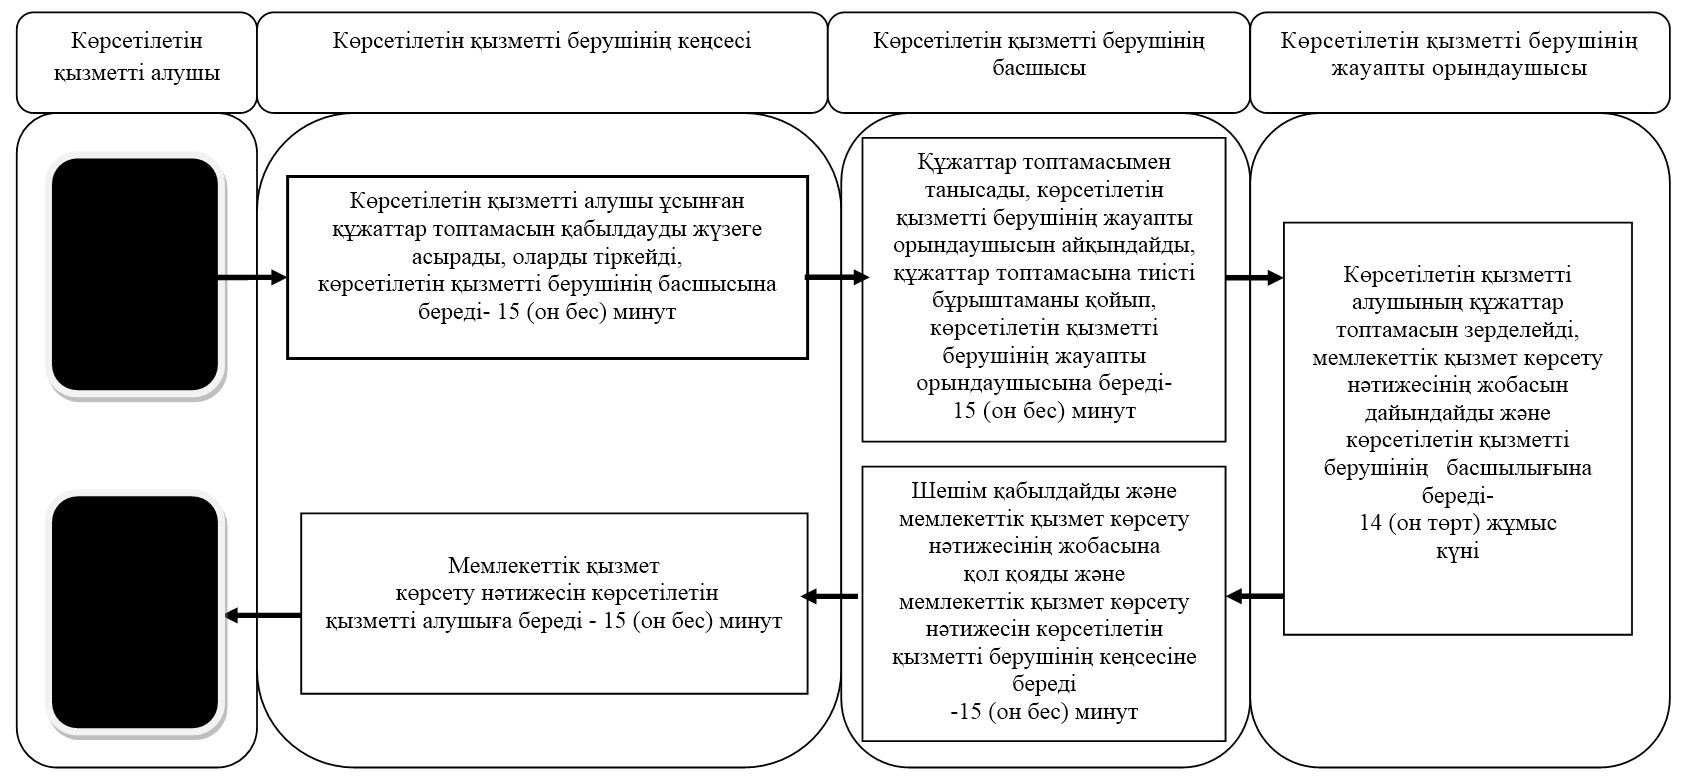 Көрсетілетін
қызметті алушы
Көрсетілетін қызметті берушінің кеңсесі
Көрсетілетін қызметті берушінің
басшысы
Көрсетілетін қызметті берушінің
жауапты орындаушысы
Көрсетілетін қызметті алушы ұсынған
құжаттар топтамасын қабылдауды жүзеге
асырады, оларды тіркейді,
көрсетілетін қызметті берушінің басшысына
береді- 15 (он бес) минут
Құжаттар топтамасымен
танысады, көрсетілетін
қызметті берушінің жауапты
орындаушысын айқындайды,
құжаттар топтамасына тиісті
бұрыштаманы қойып,
көрсетілетін қызметті
берушінің жауапты
орындаушысына береді-
15 (он бес) минут
Көрсетілетін қызметті
алушының құжаттар
топтамасын зерделейді,
мемлекеттік қызмет көрсету
нәтижесінің жобасын
дайындайды және
көрсетілетін қызметті
берушінің   басшылығына
береді-
14 (он төрт) жұмыс
күні
Шешім қабылдайды және
мемлекеттік қызмет көрсету
нәтижесінің жобасына
қол қояды және
мемлекеттік қызмет көрсету
нәтижесін көрсетілетін
қызметті берушінің кеңсесіне
береді
-15 (он бес) минут
Мемлекеттік қызмет
көрсету нәтижесін көрсетілетін
қызметті алушыға береді - 15 (он бес) минут